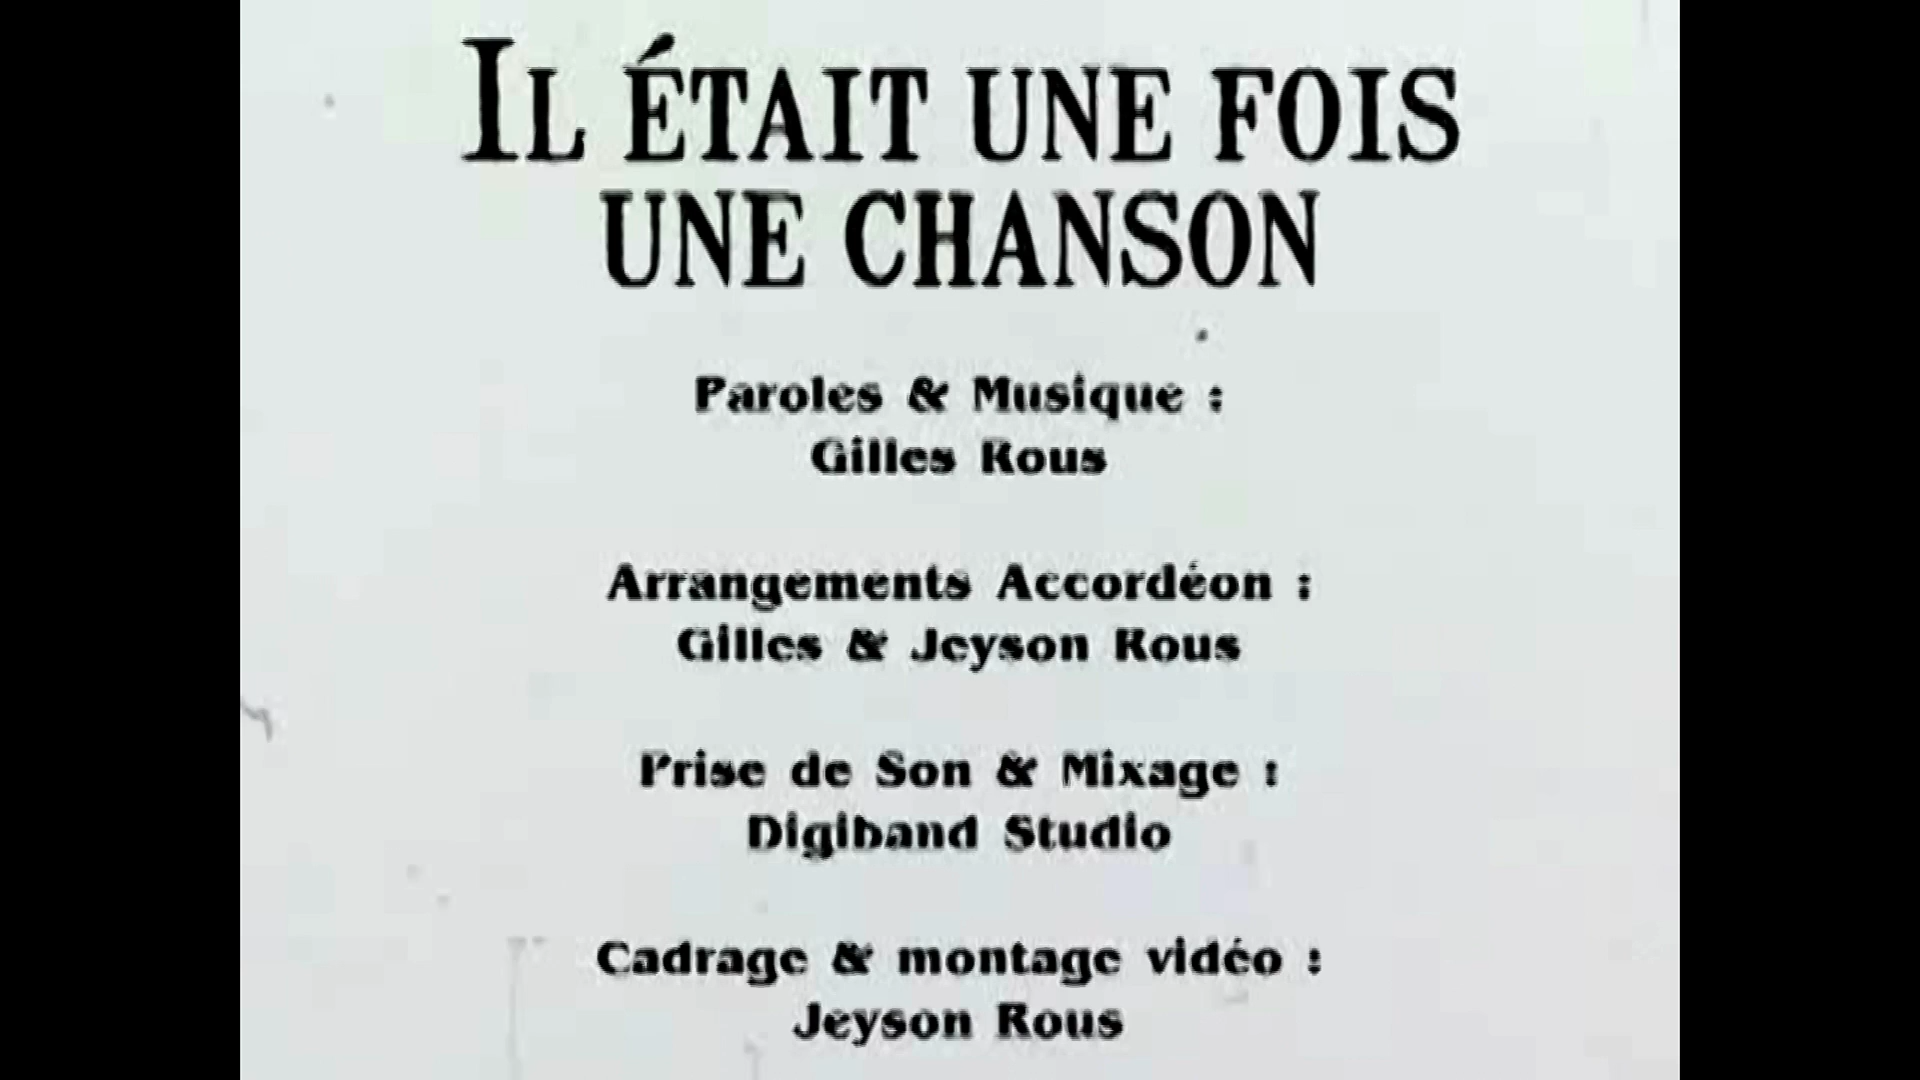 IL ÉTAIT UNE FOIS
UNE CHANSON
Paroles & Musique :
Gilles Rous
Arrangements Accordéon :
Gilles & Jeyson Rous
Prise de Son & Mixage :
Digiband Studio
Cadrage & montage vidéo :
Jeyson Rous